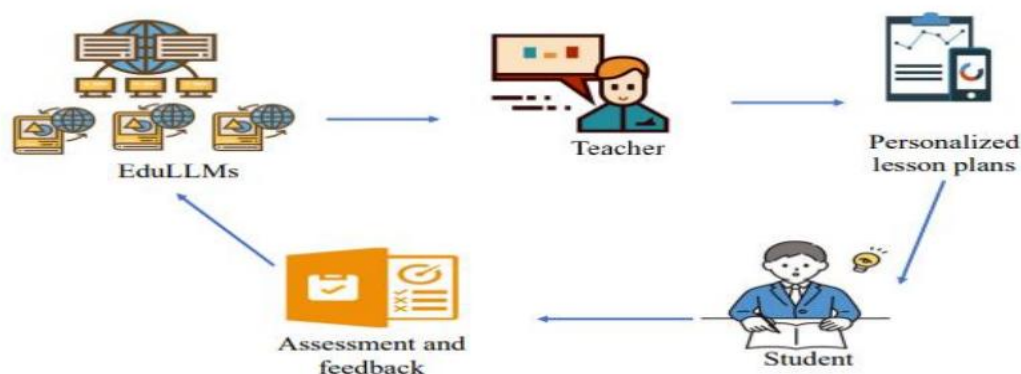 EduLLMs
Teacher
Personalized
lesson plans
Student
Assessment and
feedback